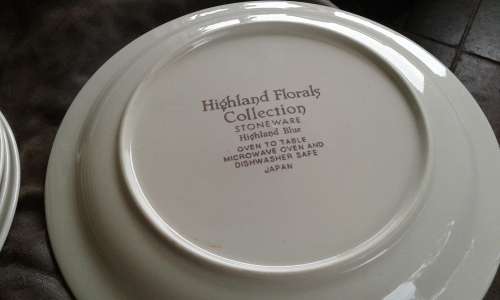 Highland Florals
Collection
STONEWARE
Highland Blue
OVEN TO TABLE
MICROWAVE OVEN AND
DISHWASHER SAFE
JAPAN